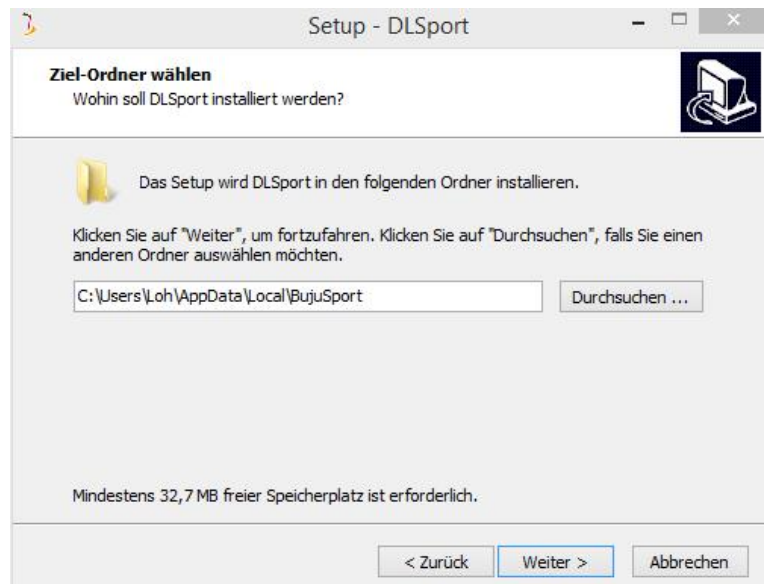 Setup - DLSport
Ziel-Ordner wählen
Wohin soll DLSport installiert werden?
Das Setup wird DLSport in den folgenden Ordner installieren.
Klicken Sie auf "Weiter", um fortzufahren. Klicken Sie auf "Durchsuchen", falls Sie einen
anderen Ordner auswählen möchten.
C:\Users\Loh\AppData\Local\BujuSport
Durchsuchen ...
Mindestens 32,7 MB freier Speicherplatz ist erforderlich.
< Zurück
Weiter >
Abbrechen